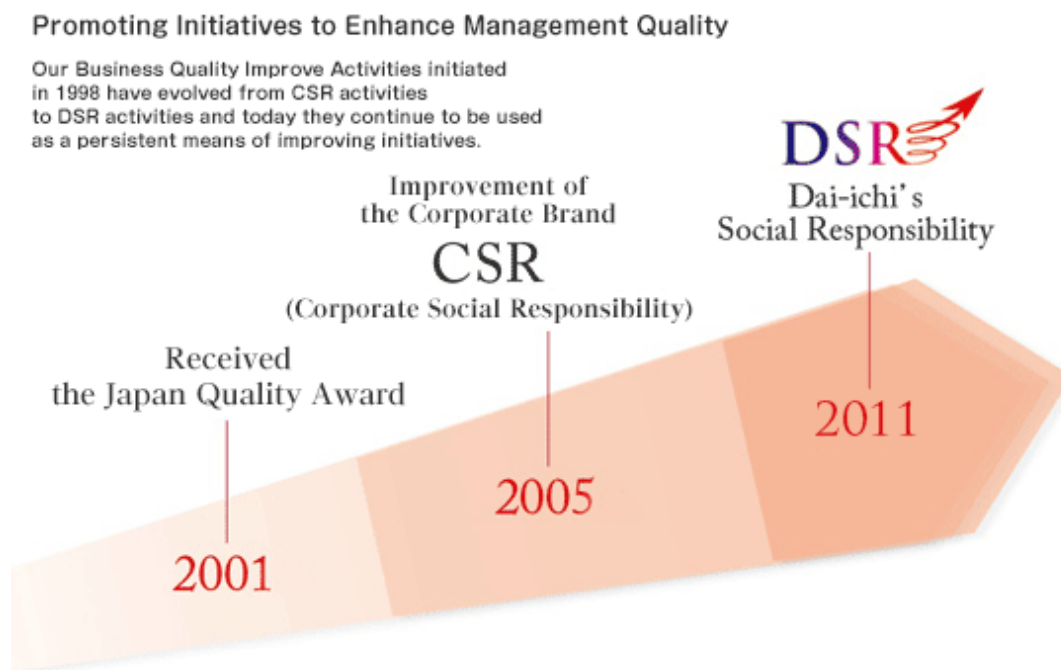 Promoting Initiatives to Enhance Management Quality
Our Business Quality Improve Activities initiated
in 1998 have evolved from CSR activities
to DSR activities and today they continue to be used
as a persistent means of improving initiatives.
DSR
Dai-ichi's
Social Responsibility
Improvement of
the Corporate Brand
CSR
(Corporate Social Responsibility)
Received
the Japan Quality Award
2011
2005
2001